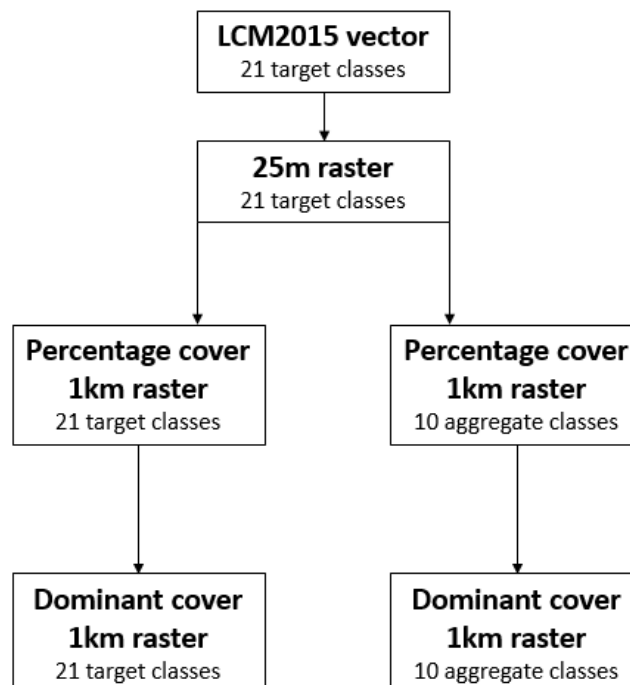 LCM2015 vector
21 target classes
25m raster
21 target classes
Percentage cover
1km raster
21 target classes
Percentage cover
1km raster
10 aggregate classes
Dominant cover
1km raster
21 target classes
Dominant cover
1km raster
10 aggregate classes